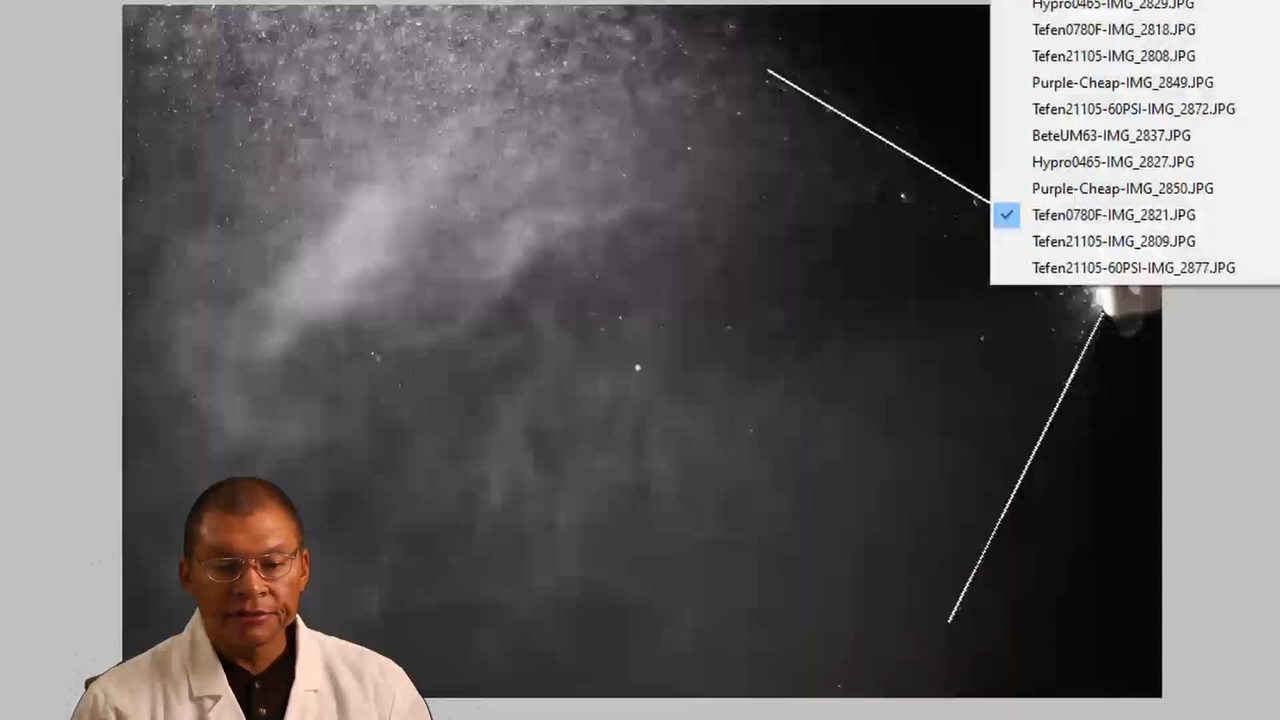 Hypro0465-IMG_2829.JPG
Tefen0780F-IMG_2818.JPG
Tefen21105-IMG_2808.JPG
Purple-Cheap-IMG_2849.JPG
Tefen21105-60PSI-IMG_2872.JPG
BeteUM63-IMG_2837.JPG
Hypro0465-IMG_2827.JPG
Purple-Cheap-IMG_2850.JPG
Tefen0780F-IMG_2821.JPG
Tefen21105-IMG_2809.JPG
Tefen21105-60PSI-IMG_2877.JPG